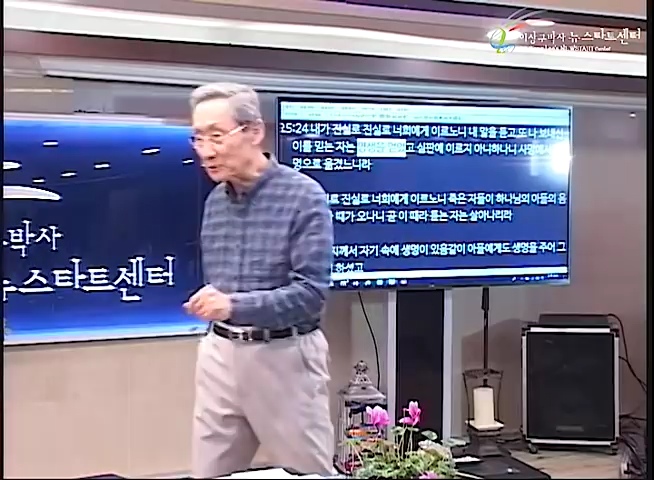 이상구박사 뉴스타트센터
박사
뉴스타트센터
25:24 내가 진실로 진실로 너희에게 이르노니 내 말을 듣고 또 나 보내신
이를 믿는 자는 영생을 얻었고 심판에 이르지 아니하나니 사망에서
명으로 옮겼느니라
진실로 너희에게 이르노니 죽은 자들이 하나님의 아들의 음
때가 오나니 곧 이 때라 듣는 자는 살아나리라
자기 속에 생명이 있음같이 아들에게도 생명을 주어 그
하셨고